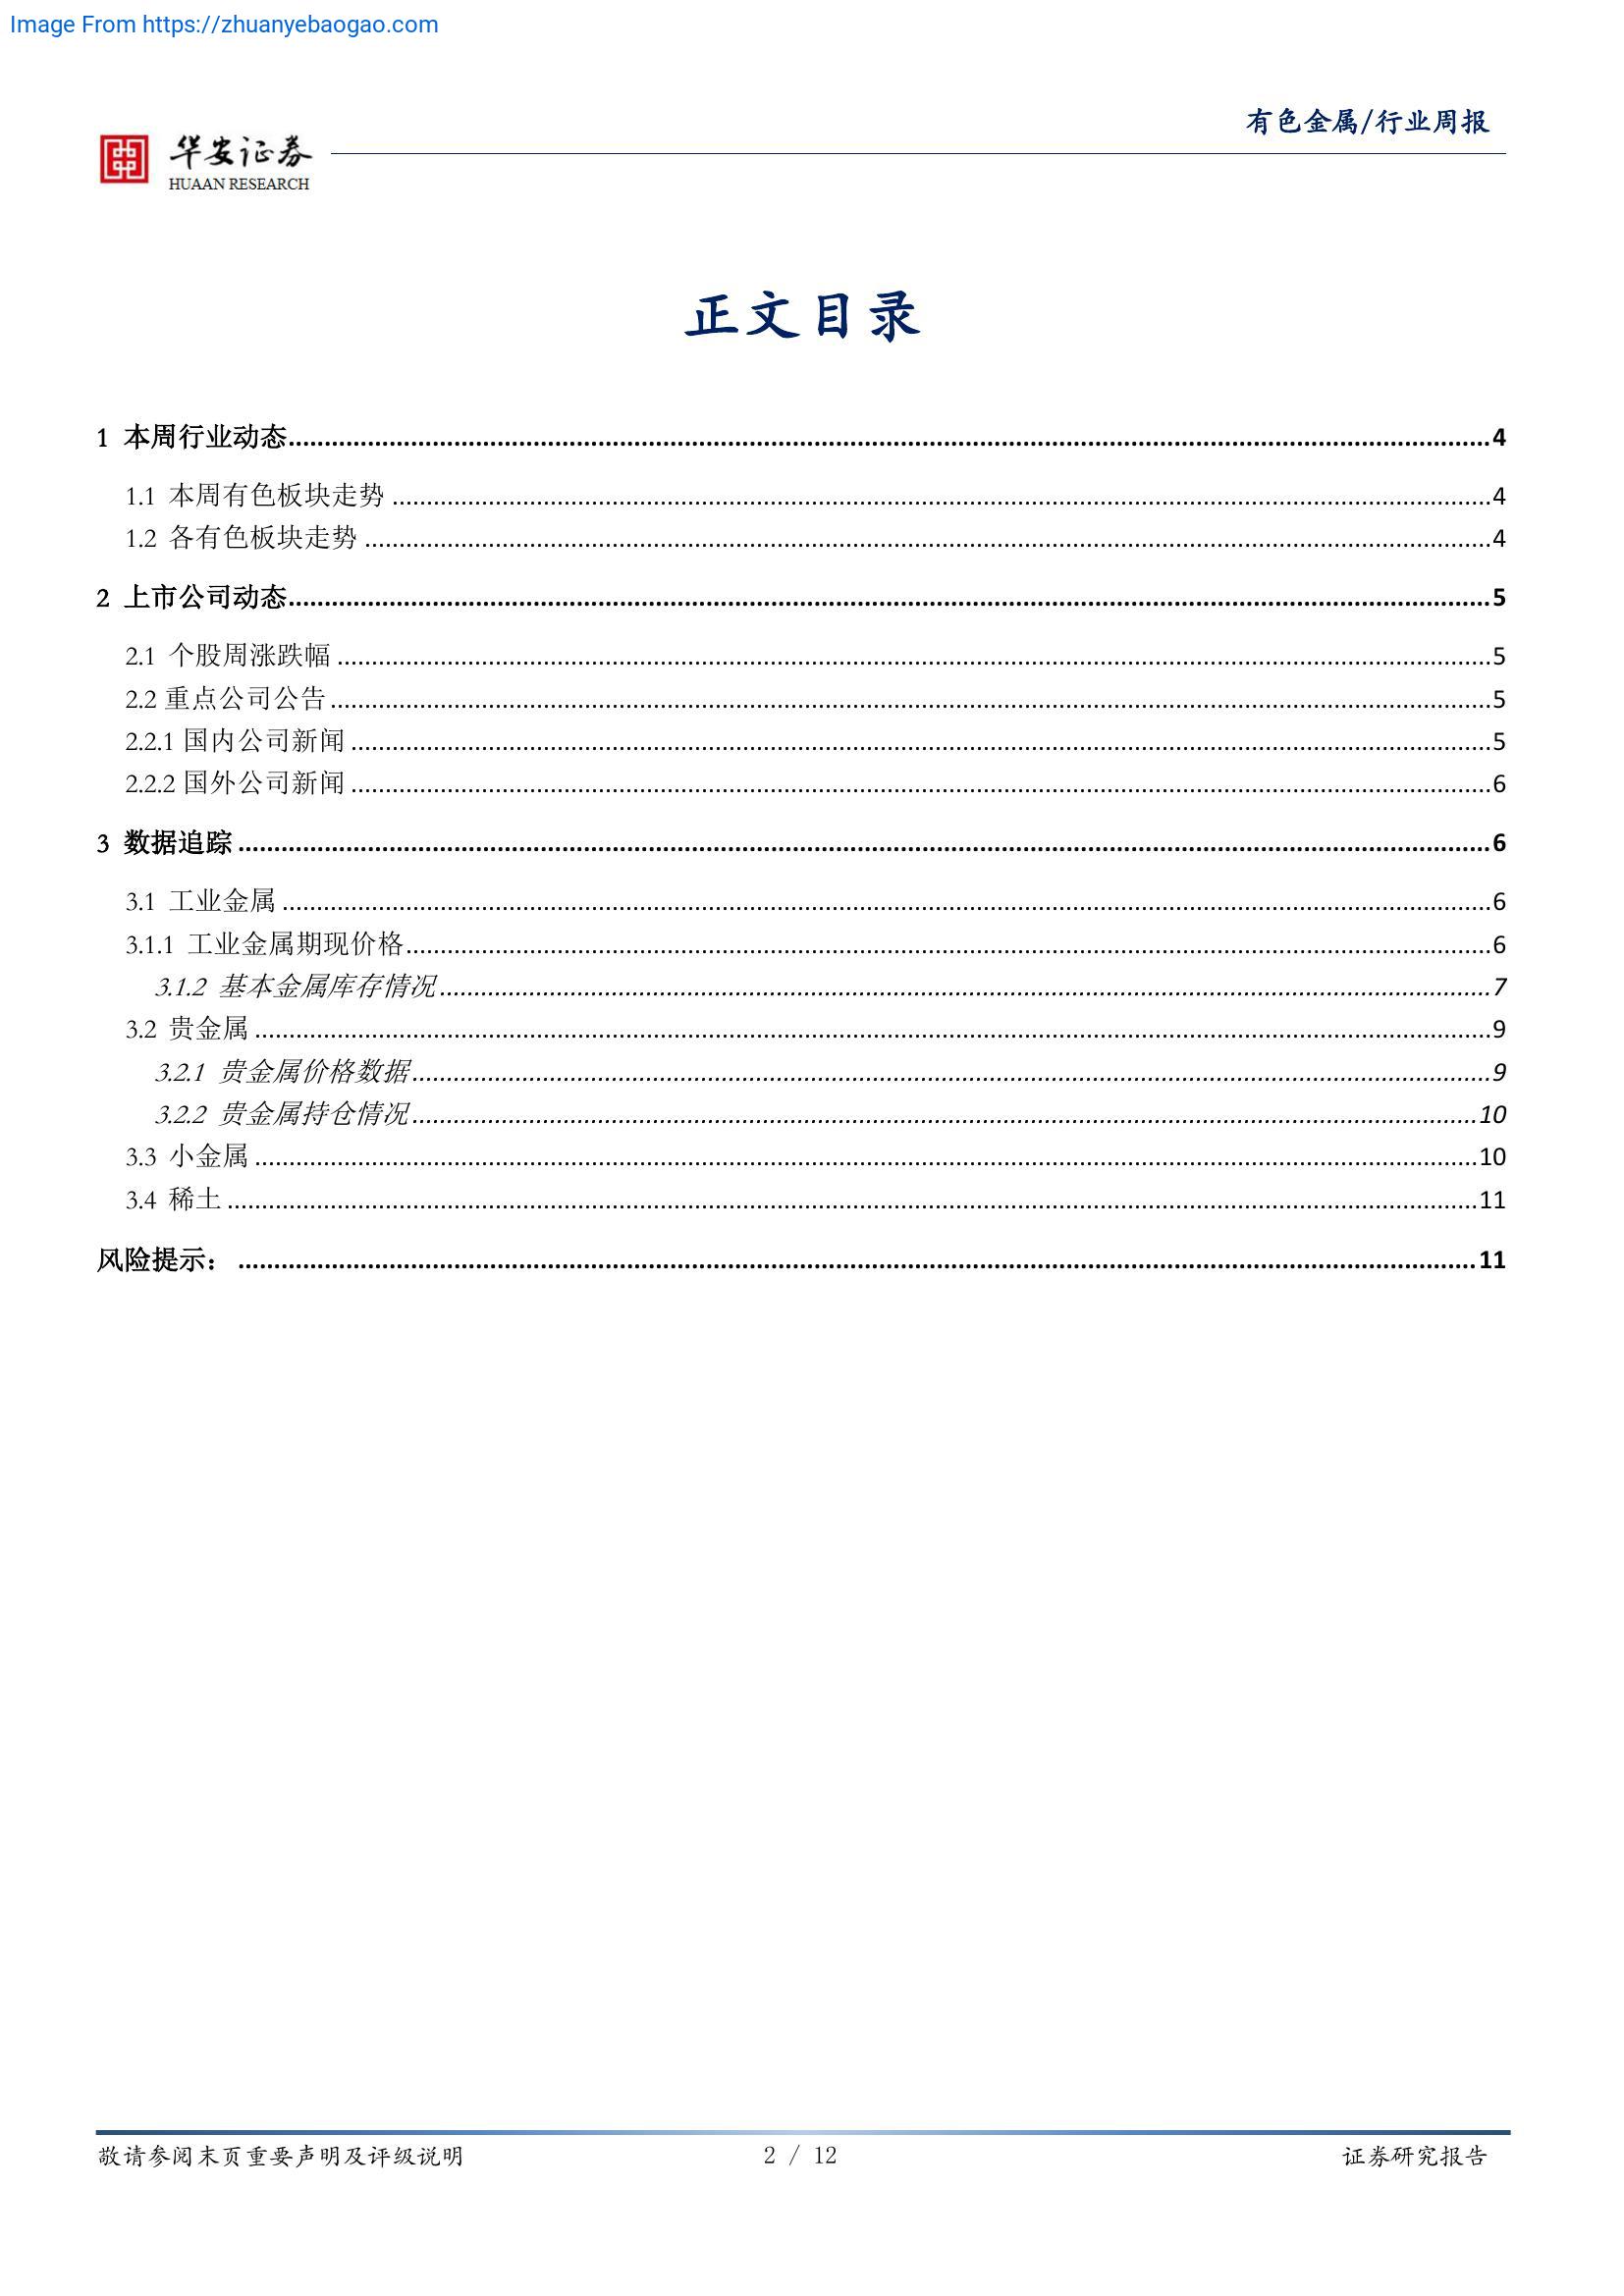 Image From https://zhuanyebaogao.com
有色金属/行业周报
华安证券
HUAAN RESEARCH
正文目录
1 本周行业动态................................................................................4
1.1 本周有色板块走势................................................................................4
1.2 各有色板块走势................................................................................4
2 上市公司动态................................................................................5
2.1 个股周涨跌幅................................................................................5
2.2重点公司公告................................................................................5
2.2.1国内公司新闻................................................................................5
2.2.2国外公司新闻................................................................................6
3 数据追踪................................................................................6
3.1 工业金属................................................................................6
3.1.1 工业金属期现价格................................................................................6
3.1.2 基本金属库存情况................................................................................7
3.2 贵金属................................................................................9
3.2.1 贵金属价格数据................................................................................9
3.2.2 贵金属持仓情况................................................................................10
3.3 小金属................................................................................10
3.4 稀土................................................................................11
风险提示：................................................................................11
敬请参阅末页重要声明及评级说明 2 / 12 证券研究报告